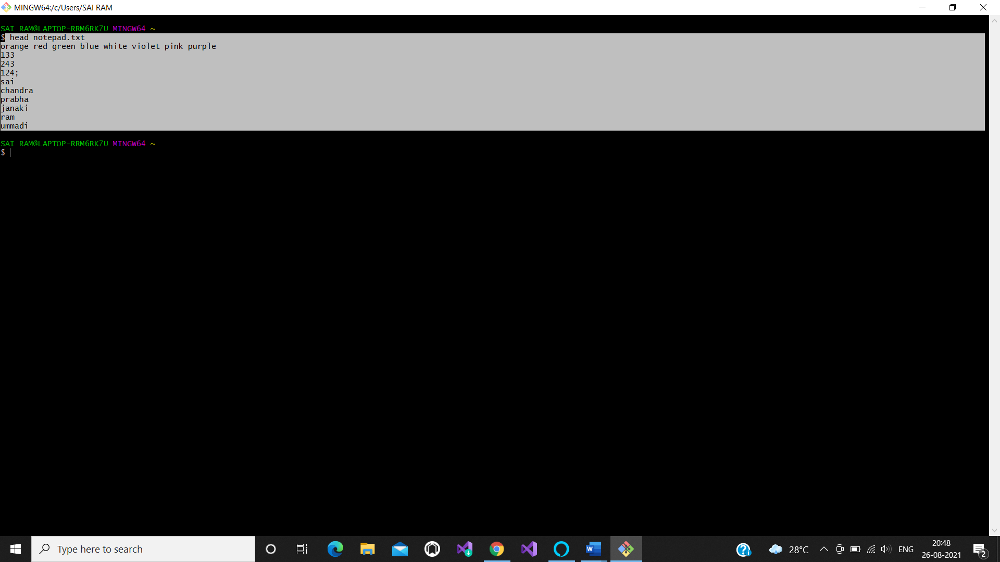 MINGW64:/c/Users/SAI RAM
SAI RAM@LAPTOP-RRM6RK7U MINGW64 ~
$ head notepad.txt
orange red green blue white violet pink purple
133
243
124;
sai
chandra
prabha
janaki
ram
ummadi
SAI RAM@LAPTOP-RRM6RK7U MINGW64 ~
$
Type here to search
28°C
ENG
20:48
26-08-2021
2